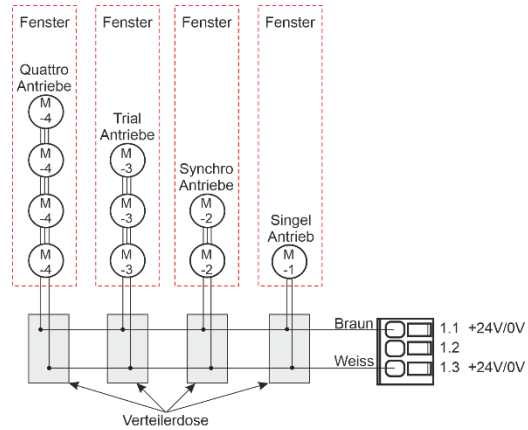 Fenster
Fenster
Fenster
Fenster
Quattro
Antriebe
M
-4
M
-4
M
-4
M
-4
Trial
Antriebe
M
-3
M
-3
M
-3
Synchro
Antriebe
M
-2
M
-2
Singel
Antrieb
M
-1
Braun
1.1 +24V/0V
1.2
Weiss
1.3 +24V/0V
Verteilerdose